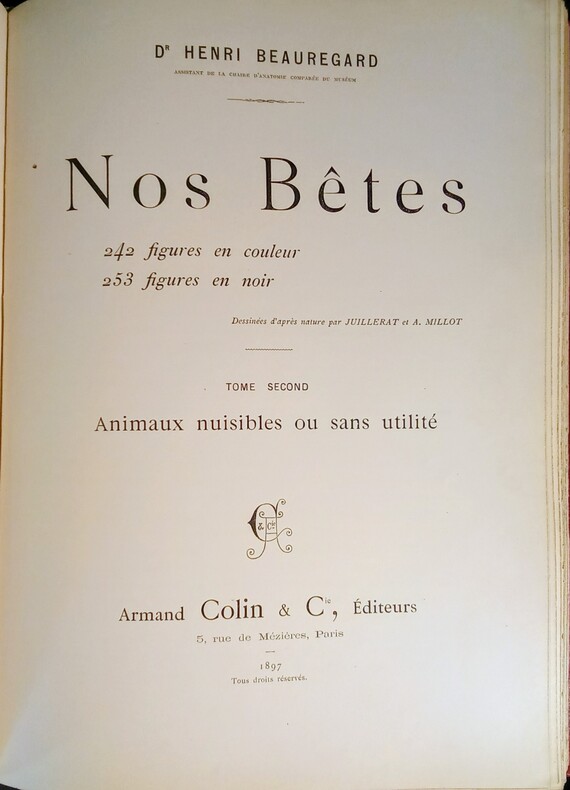 Dr HENRI BEAUREGARD
ASSISTANT DE LA CHAIRE D'ANATOMIE COMPARÉE DU MUSÉUM
Nos Bêtes
242 figures en couleur
253 figures en noir
Dessinées d'après nature par JUILLERAT et A. MILLOT
TOME SECOND
Animaux nuisibles ou sans utilité
& Cie
Armand Colin & Cie, Éditeurs
5, rue de Mézières, Paris
1897
Tous droits réservés.